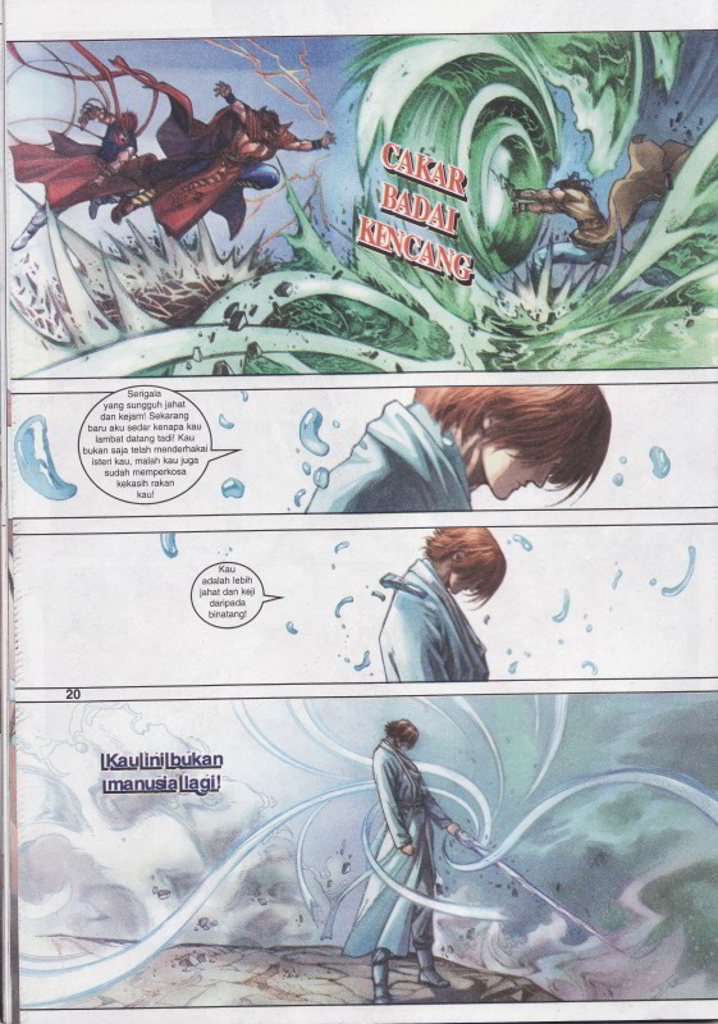 CAKAR
BADAI
KENCANG
Serigala
yang sungguh jahat
dan kejam! Sekarang
baru aku sedar kenapa kau
lambat datang tadi! Kau
bukan saja menderhakai
isteri kau, malah kau juga
sudah memperkosa
kekasih rakan
kau!
Kau
adalah lebih
jahat dan keji
daripada
binatang!
20
Kau ini bukan
manusia lagi!